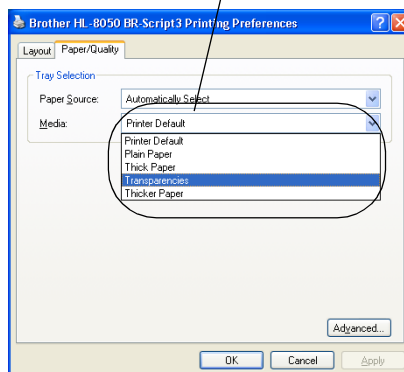 Brother HL-8050 BR-Script3 Printing Preferences
Layout Paper/Quality
Tray Selection
Paper Source: Automatically Select
Media: Printer Default
Printer Default
Plain Paper
Thick Paper
Transparencies
Thicker Paper
Advanced...
OK Cancel Apply